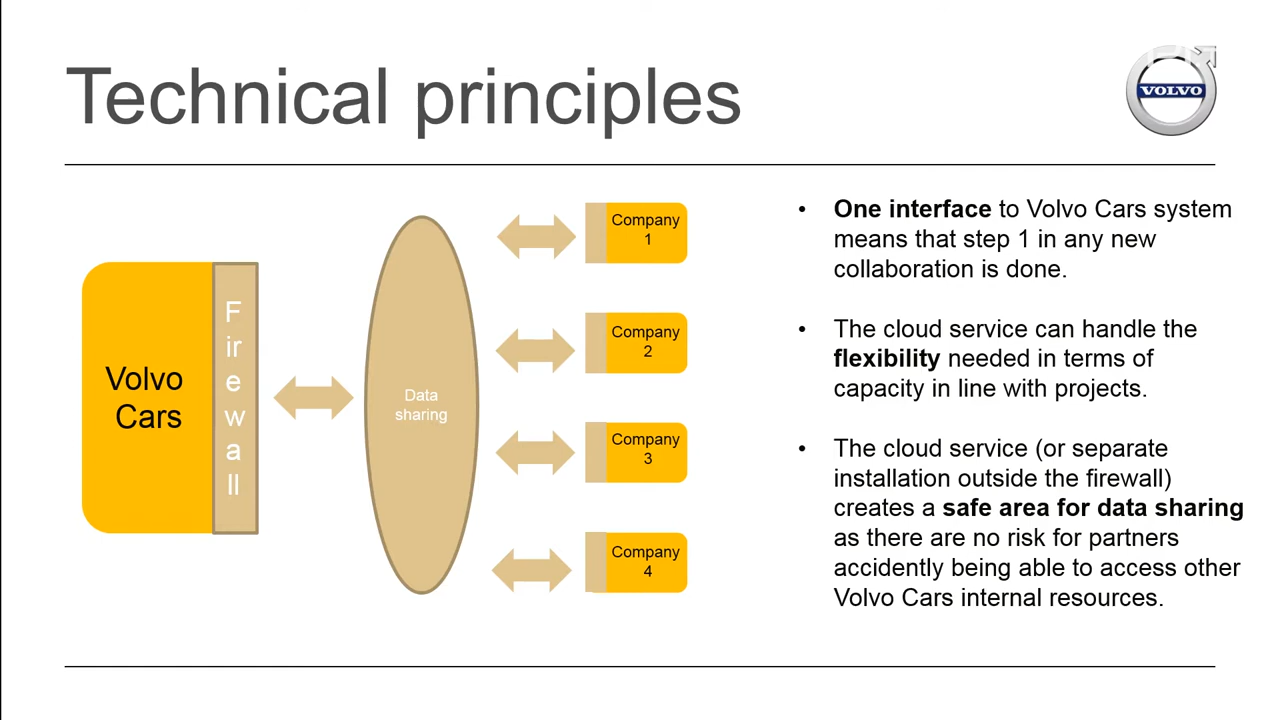 Technical principles
VOLVO
Volvo
Cars
F
ir
e
w
a
ll
Data
sharing
Company
1
Company
2
Company
3
Company
4
• One interface to Volvo Cars system
means that step 1 in any new
collaboration is done.
• The cloud service can handle the
flexibility needed in terms of
capacity in line with projects.
• The cloud service (or separate
installation outside the firewall)
creates a safe area for data sharing
as there are no risk for partners
accidently being able to access other
Volvo Cars internal resources.